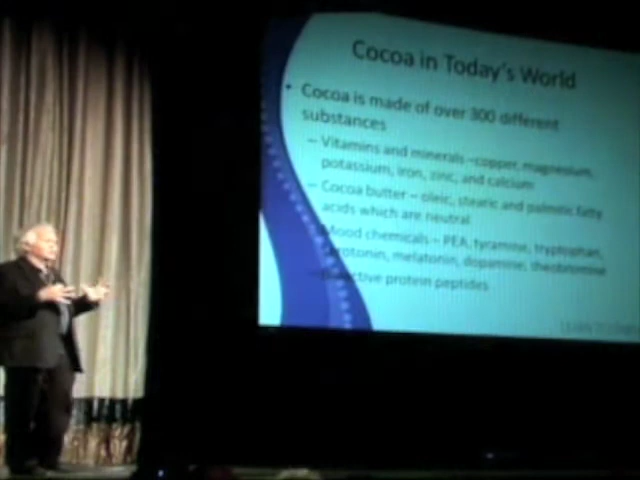 Cocoa in Today's World
• Cocoa is made of over 300 different
substances
– Vitamins and minerals –copper, magnesium,
potassium, iron, zinc, and calcium
– Cocoa butter – oleic, stearic and palmitic fatty
acids which are neutral
Mood chemicals – PEA, tyramine, tryptophan,
serotonin, melatonin, dopamine, theobromine
protein peptides